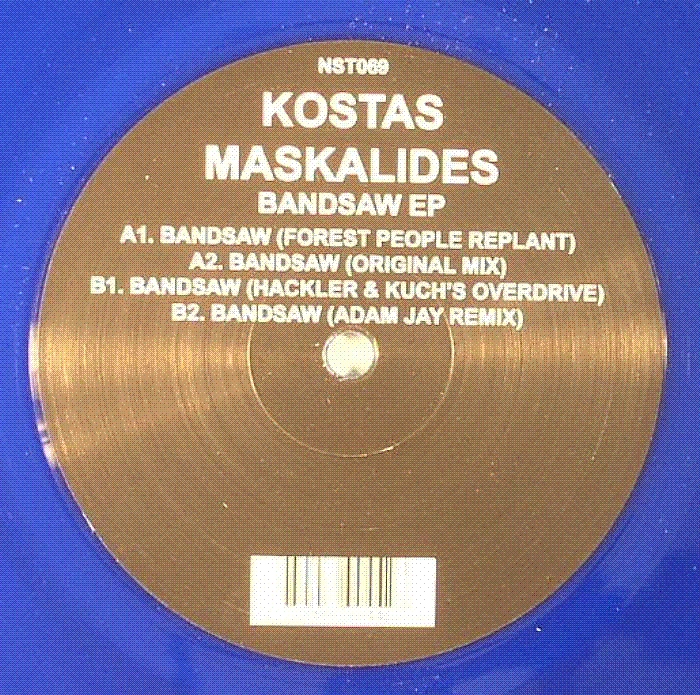 NST069
KOSTAS
MASKALIDES
BANDSAW EP
A1. BANDSAW (FOREST PEOPLE REPLANT)
A2. BANDSAW (ORIGINAL MIX)
B1. BANDSAW (HACKLER & KUCH'S OVERDRIVE)
B2. BANDSAW (ADAM JAY REMIX)